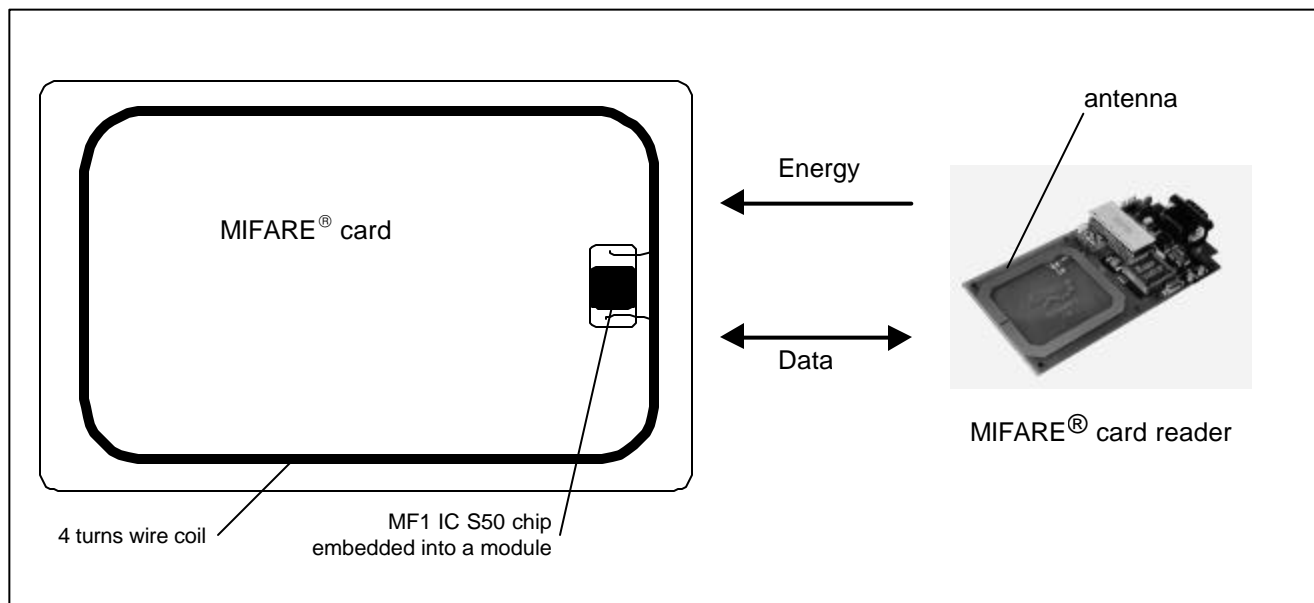 antenna
Energy
MIFARE® card
Data
MIFARE® card reader
MF1 IC S50 chip
embedded into a module
4 turns wire coil